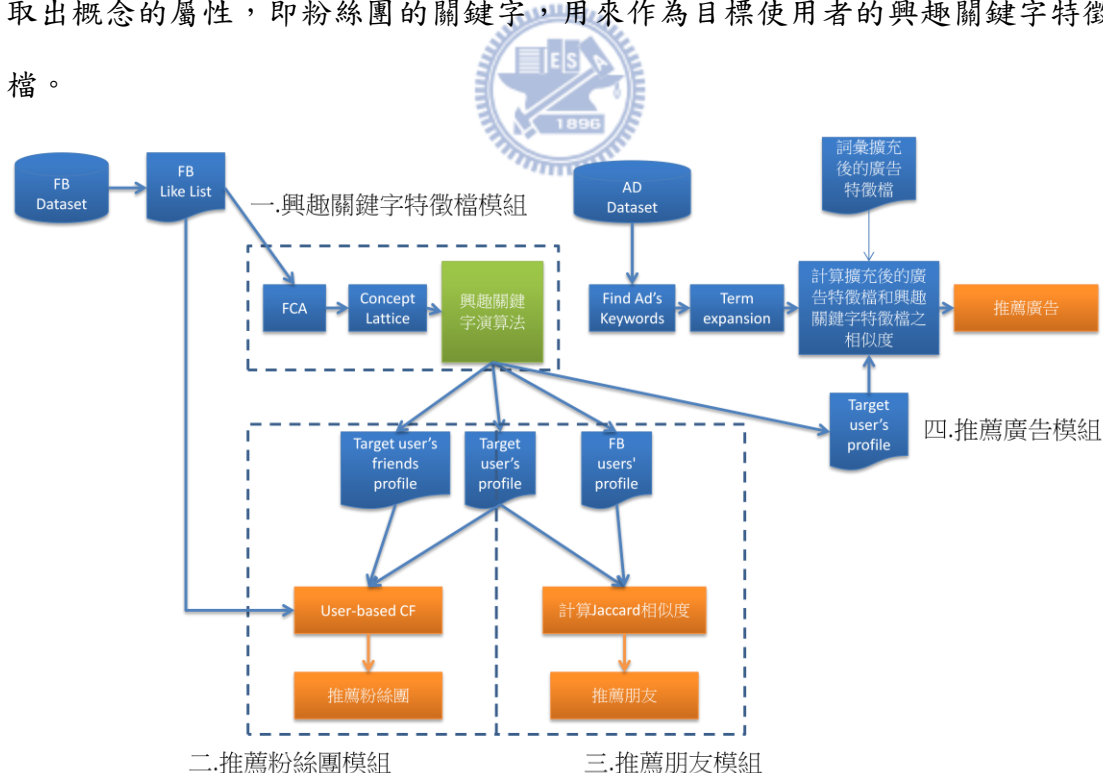 取出概念的屬性，即粉絲團的關鍵字，用來作為目標使用者的興趣關鍵字特徵
檔。
ESA
1896
FB
Dataset
FB
Like List
一.興趣關鍵字特徵檔模組
FCA
Concept
Lattice
興趣關鍵
字演算法
AD
Dataset
詞彙擴充
後的廣告
特徵檔
Find Ad's
Keywords
Term
expansion
計算擴充後的廣
告特徵檔和興趣
關鍵字特徵檔之
相似度
推薦廣告
Target
user's
profile
四.推薦廣告模組
Target user's
friends
profile
Target
user's
profile
FB
users'
profile
User-based CF
計算Jaccard相似度
推薦粉絲團
推薦朋友
二.推薦粉絲團模組
三.推薦朋友模組